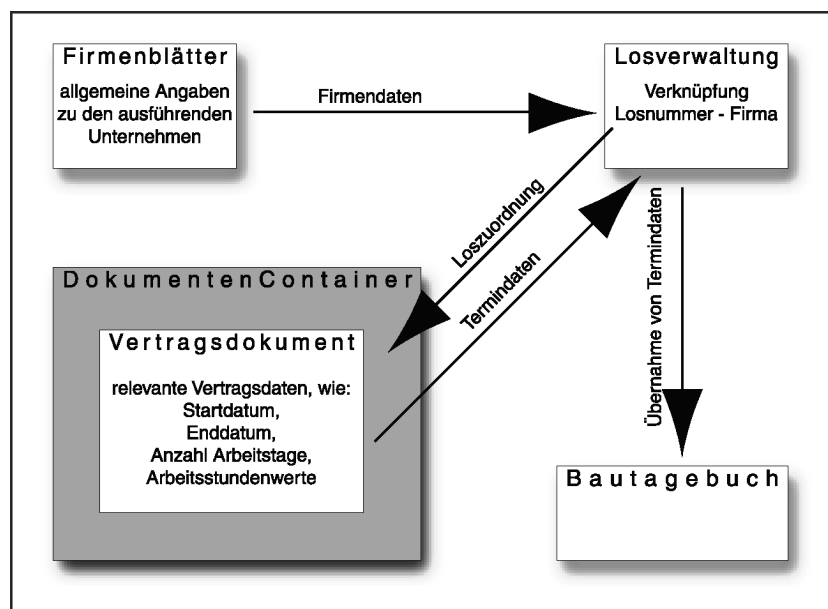 Firmenblätter
allgemeine Angaben
zu den ausführenden
Unternehmen
Firmendaten
Losverwaltung
Verknüpfung
Losnummer - Firma
Loszuordnung
Termindaten
Übernahme von Termindaten
DokumentenContainer
Vertragsdokument
relevante Vertragsdaten, wie:
Startdatum,
Enddatum,
Anzahl Arbeitstage,
Arbeitsstundenwerte
Bautagebuch